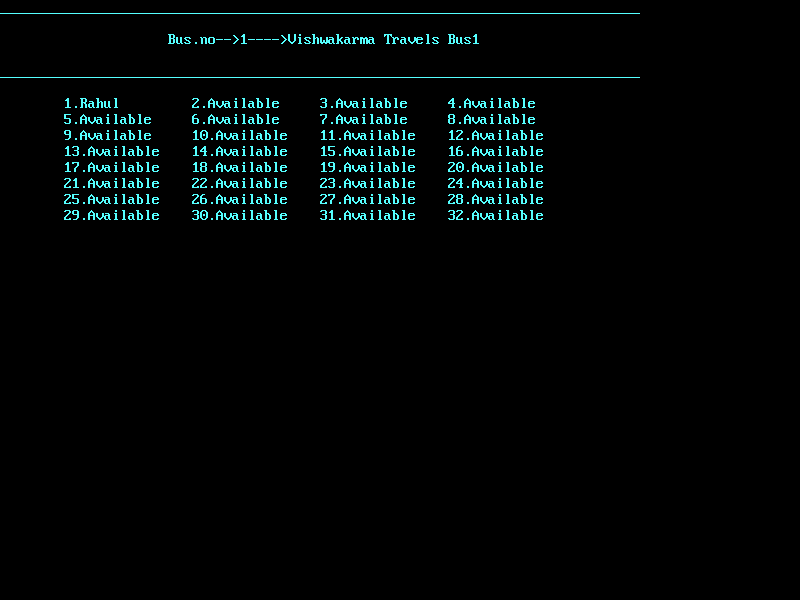 Bus.no-->1---->Vishwakarma Travels Bus1
1.Rahul 2.Available 3.Available 4.Available
5.Available 6.Available 7.Available 8.Available
9.Available 10.Available 11.Available 12.Available
13.Available 14.Available 15.Available 16.Available
17.Available 18.Available 19.Available 20.Available
21.Available 22.Available 23.Available 24.Available
25.Available 26.Available 27.Available 28.Available
29.Available 30.Available 31.Available 32.Available